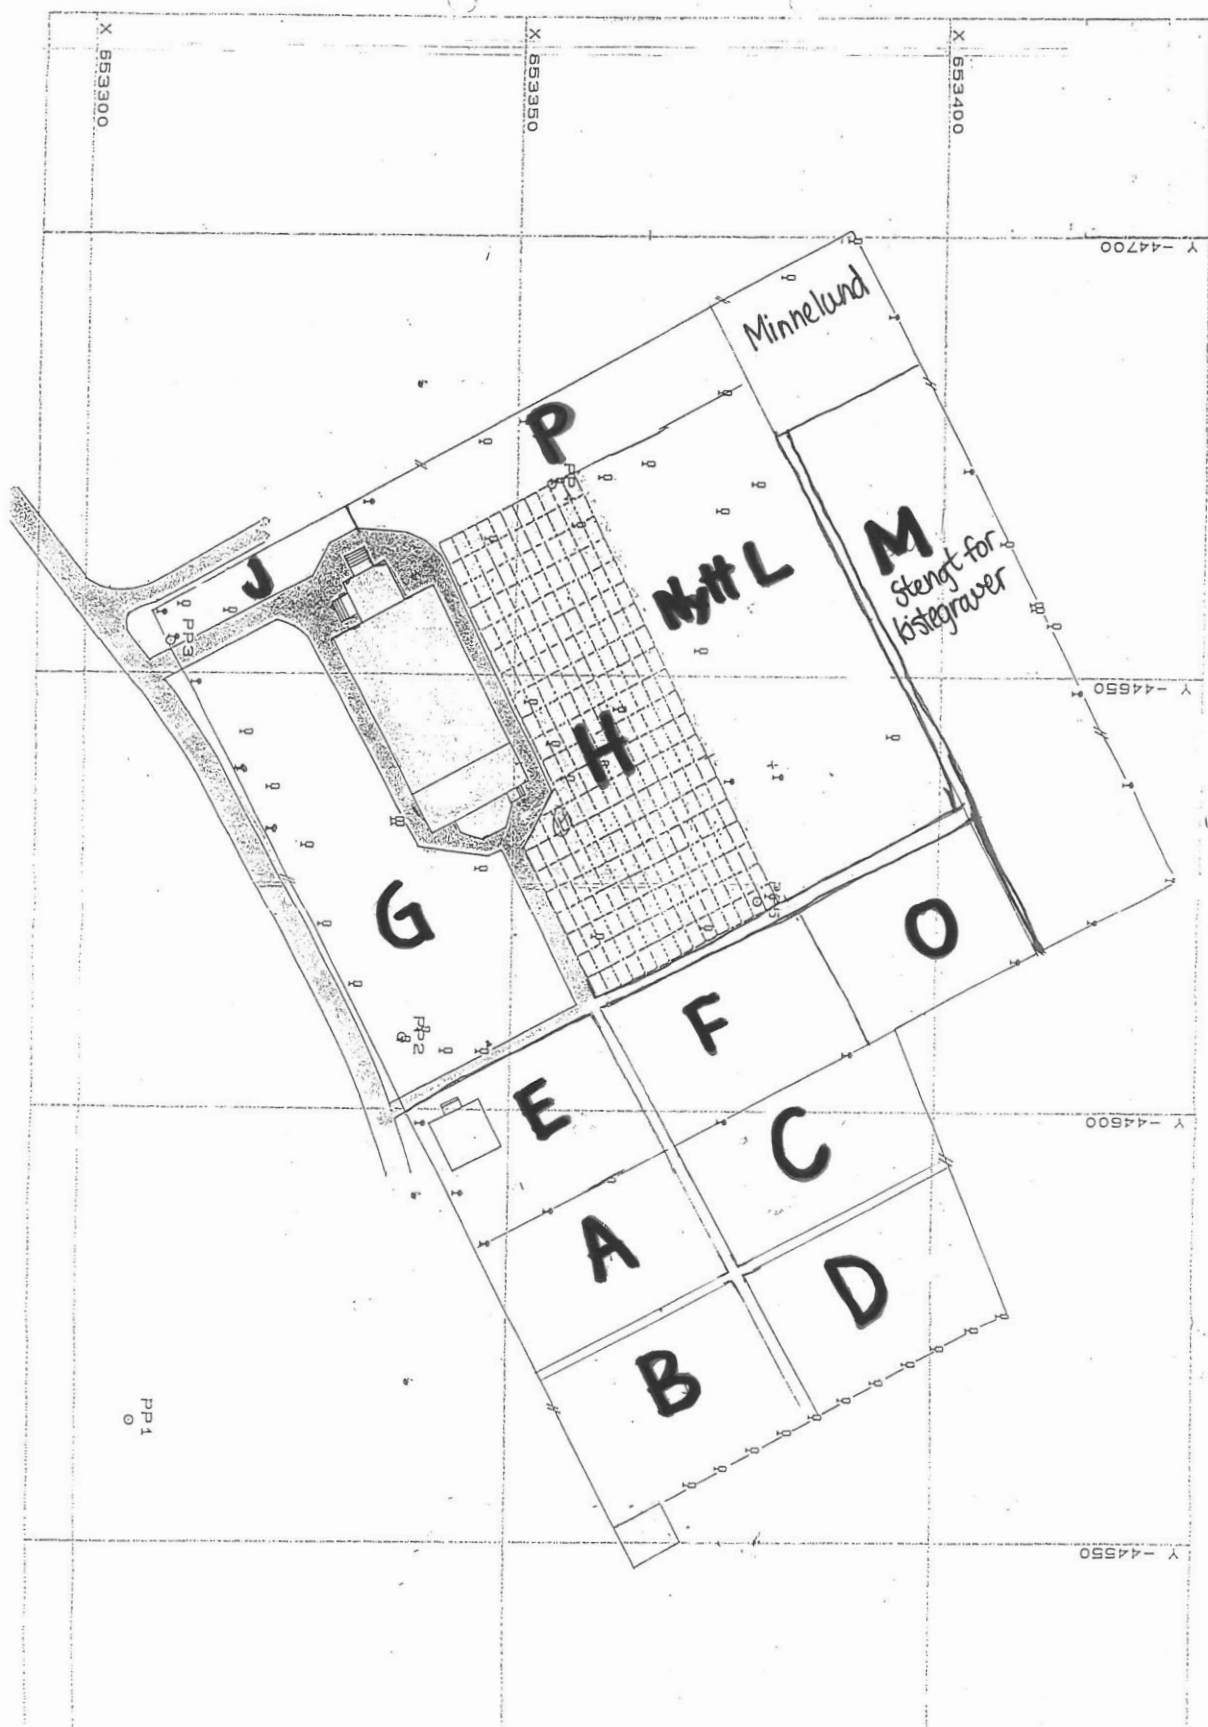 X 653300
X 653350
X 653400
Y -44700
Minnelund
P
J
Nytt L
M
stengt for
kistegraver
PP3
Y -44650
H
G
O
F
PP2
E
Y -44600
C
A
D
B
PP1
Y -44550